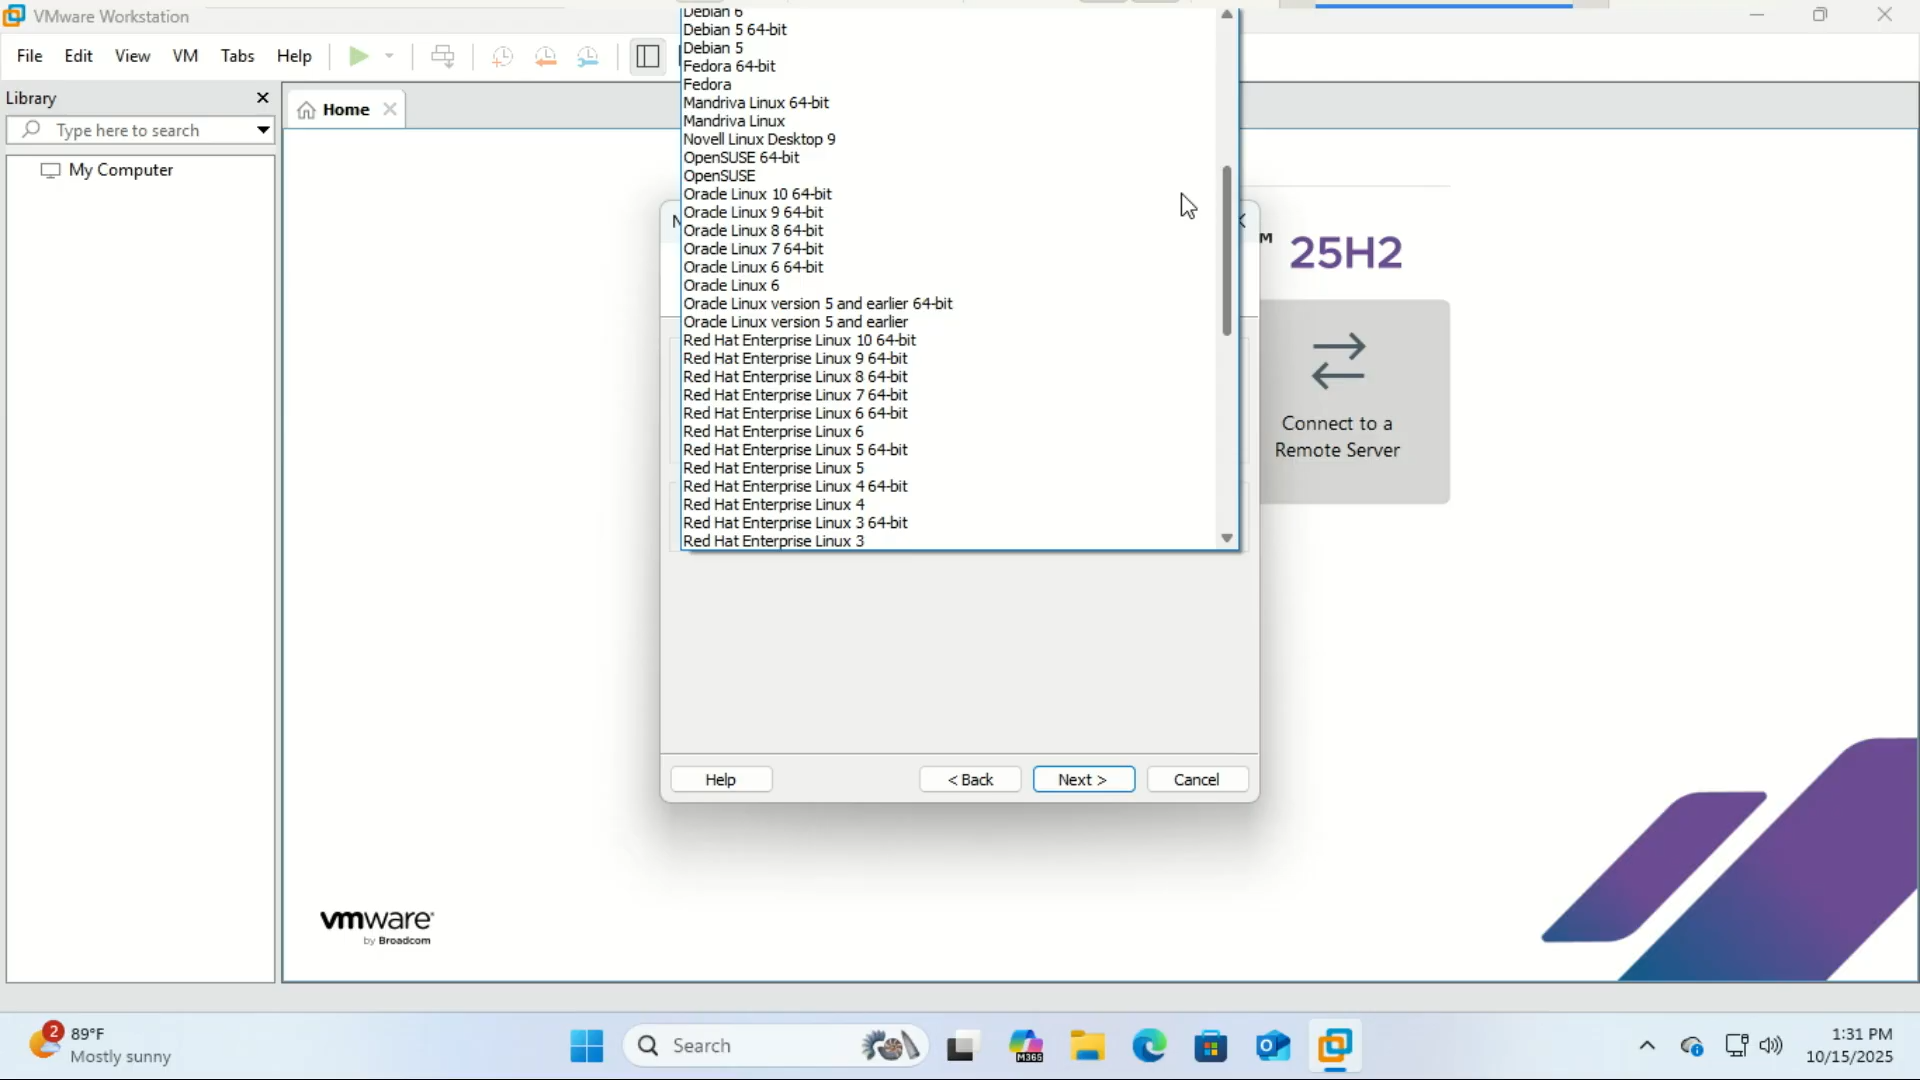 VMware Workstation
File Edit View VM Tabs Help
Library
Type here to search
My Computer
Home
25H2
Connect to a
Remote Server
Debian 6
Debian 5 64-bit
Debian 5
Fedora 64-bit
Fedora
Mandriva Linux 64-bit
Mandriva Linux
Novell Linux Desktop 9
OpenSUSE 64-bit
OpenSUSE
Oracle Linux 10 64-bit
Oracle Linux 9 64-bit
Oracle Linux 8 64-bit
Oracle Linux 7 64-bit
Oracle Linux 6 64-bit
Oracle Linux 6
Oracle Linux version 5 and earlier 64-bit
Oracle Linux version 5 and earlier
Red Hat Enterprise Linux 10 64-bit
Red Hat Enterprise Linux 9 64-bit
Red Hat Enterprise Linux 8 64-bit
Red Hat Enterprise Linux 7 64-bit
Red Hat Enterprise Linux 6 64-bit
Red Hat Enterprise Linux 6
Red Hat Enterprise Linux 5 64-bit
Red Hat Enterprise Linux 5
Red Hat Enterprise Linux 4 64-bit
Red Hat Enterprise Linux 4
Red Hat Enterprise Linux 3 64-bit
Red Hat Enterprise Linux 3
Help < Back Next > Cancel
vmware
by Broadcom
2
89°F
Mostly sunny
Search
M365
1:31 PM
10/15/2025